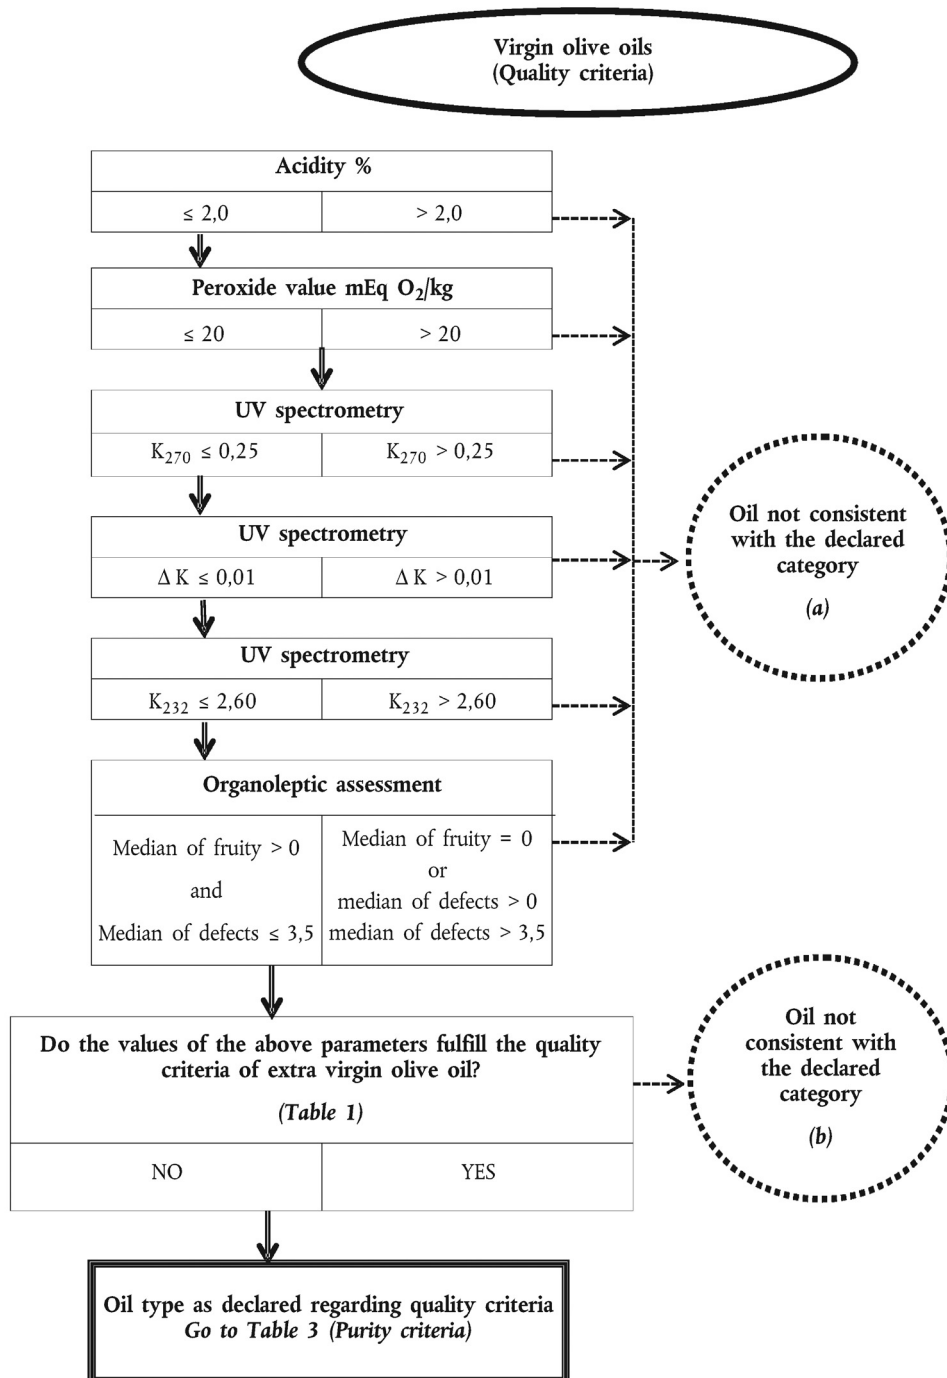 Virgin olive oils
(Quality criteria)
Acidity %
≤ 2,0
> 2,0
Peroxide value mEq O₂/kg
≤ 20
> 20
UV spectrometry
K₂₇₀ ≤ 0,25
K₂₇₀ > 0,25
UV spectrometry
Δ K ≤ 0,01
Δ K > 0,01
UV spectrometry
K₂₃₂ ≤ 2,60
K₂₃₂ > 2,60
Organoleptic assessment
Median of fruity > 0
and
Median of defects ≤ 3,5
Median of fruity = 0
or
median of defects > 0
median of defects > 3,5
Oil not consistent
with the declared
category
(a)
Do the values of the above parameters fulfill the quality
criteria of extra virgin olive oil?
(Table 1)
NO
YES
Oil not
consistent with
the declared
category
(b)
Oil type as declared regarding quality criteria
Go to Table 3 (Purity criteria)